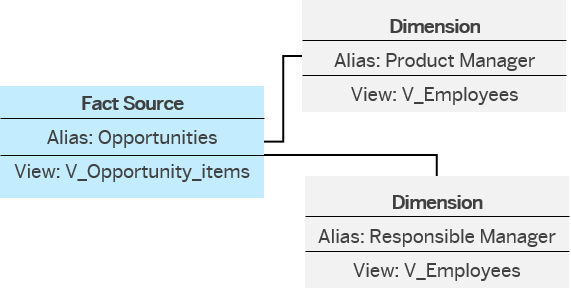 Dimension
Alias: Product Manager
View: V_Employees
Fact Source
Alias: Opportunities
View: V_Opportunity_items
Dimension
Alias: Responsible Manager
View: V_Employees